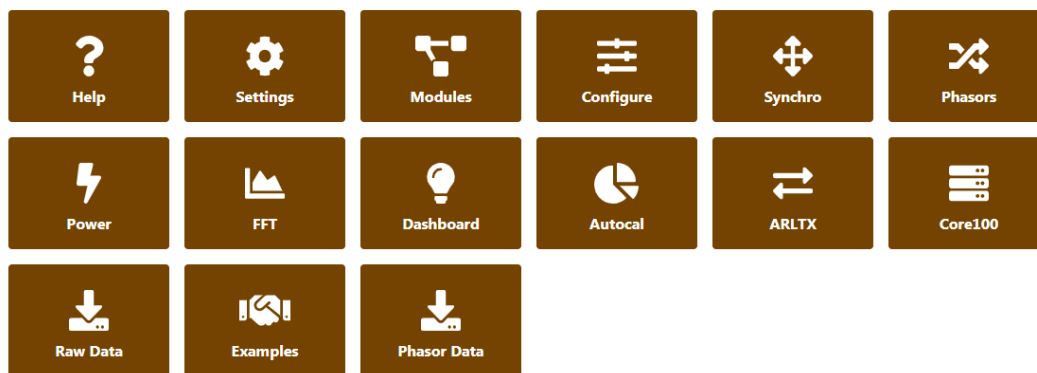 Help
Settings
Modules
Configure
Synchro
Phasors
Power
FFT
Dashboard
Autocal
ARLTX
Core100
Raw Data
Examples
Phasor Data